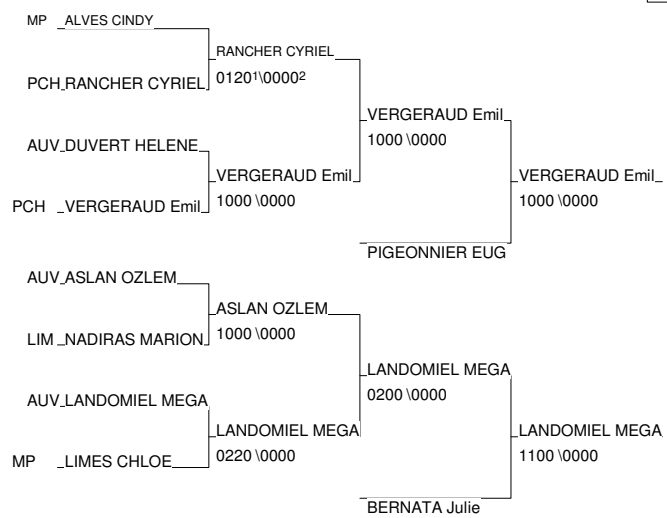 MP ALVES CINDY
RANCHER CYRIEL
PCH RANCHER CYRIEL
01201\00002
VERGERAUD Emil
1000 \0000
AUV DUVERT HELENE
VERGERAUD Emil
1000 \0000
VERGERAUD Emil
1000 \0000
PCH VERGERAUD Emil
PIGEONNIER EUG
AUV ASLAN OZLEM
ASLAN OZLEM
1000 \0000
LIM NADIRAS MARION
LANDOMIEL MEGA
0200 \0000
AUV LANDOMIEL MEGA
LANDOMIEL MEGA
0220 \0000
LANDOMIEL MEGA
1100 \0000
MP LIMES CHLOE
BERNATA Julie